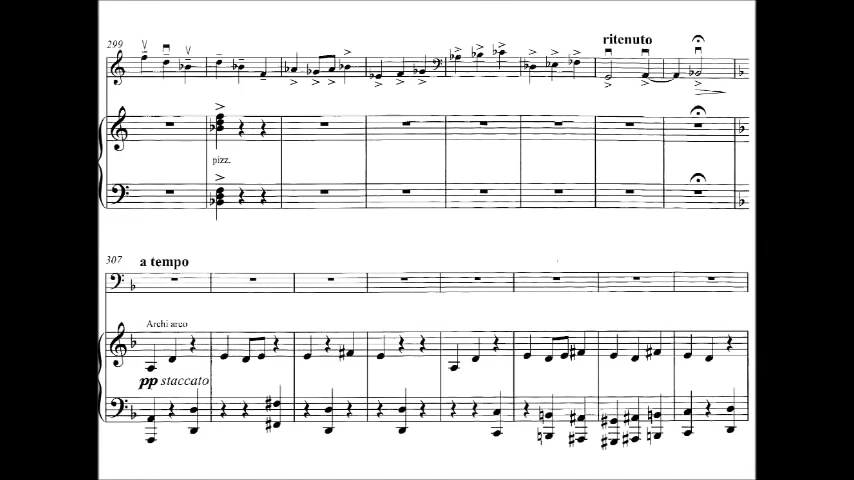 299
ritenuto
pizz.
307
a tempo
Archi arco
pp staccato